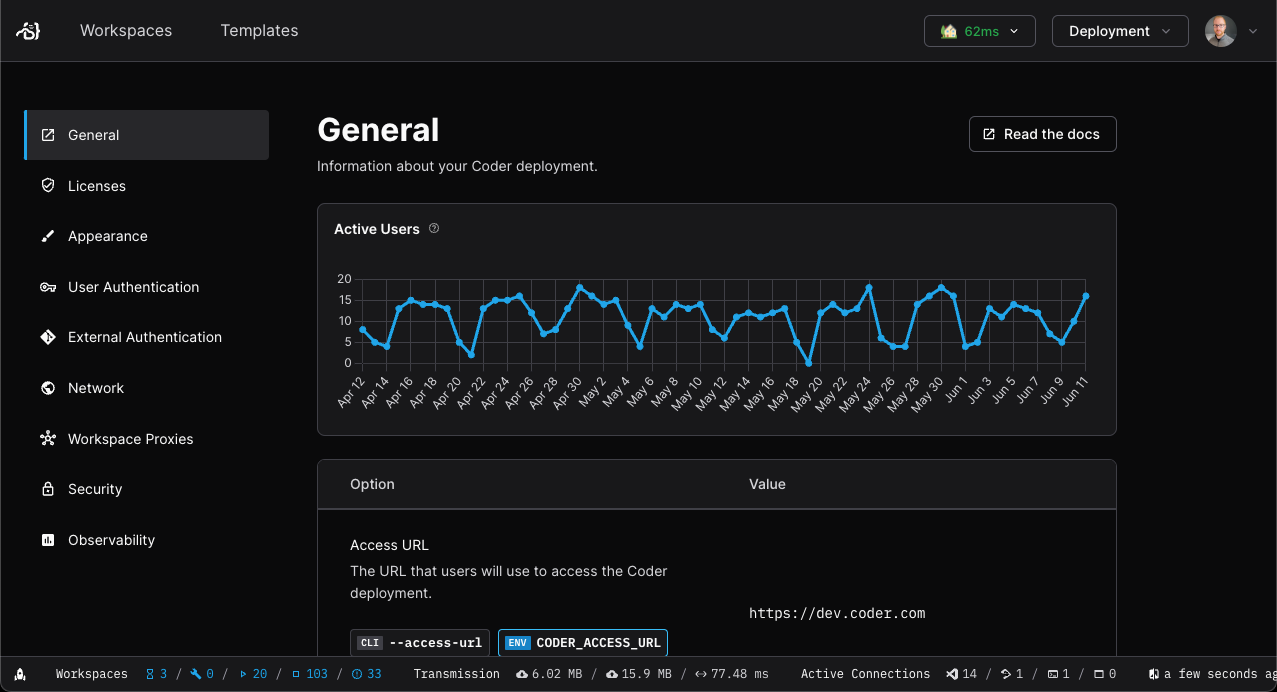 Workspaces Templates 62ms Deployment
General
Licenses
Appearance
User Authentication
External Authentication
Network
Workspace Proxies
Security
Observability
General
Read the docs
Information about your Coder deployment.
Active Users
20
15
10
5
0
Apr 12 Apr 14 Apr 16 Apr 18 Apr 20 Apr 22 Apr 24 Apr 26 Apr 28 Apr 30 May 2 May 4 May 6 May 8 May 10 May 12 May 14 May 16 May 18 May 20 May 22 May 24 May 26 May 28 May 30 Jun 1 Jun 3 Jun 5 Jun 7 Jun 9 Jun 11
Option Value
Access URL
The URL that users will use to access the Coder
deployment.
https://dev.coder.com
CLI --access-url ENV CODER_ACCESS_URL
Workspaces 3 / 0 / 20 / 103 / 33 Transmission 6.02 MB / 15.9 MB / 77.48 ms Active Connections 14 / 1 / 1 / 0 a few seconds ag